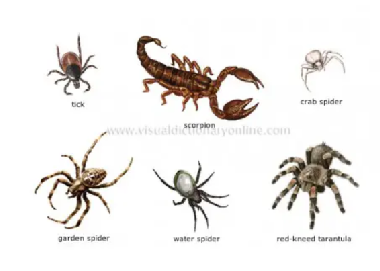 tick
scorpion
crab spider
www.visualdictionaryonline.com
garden spider
water spider
red-kneed tarantula